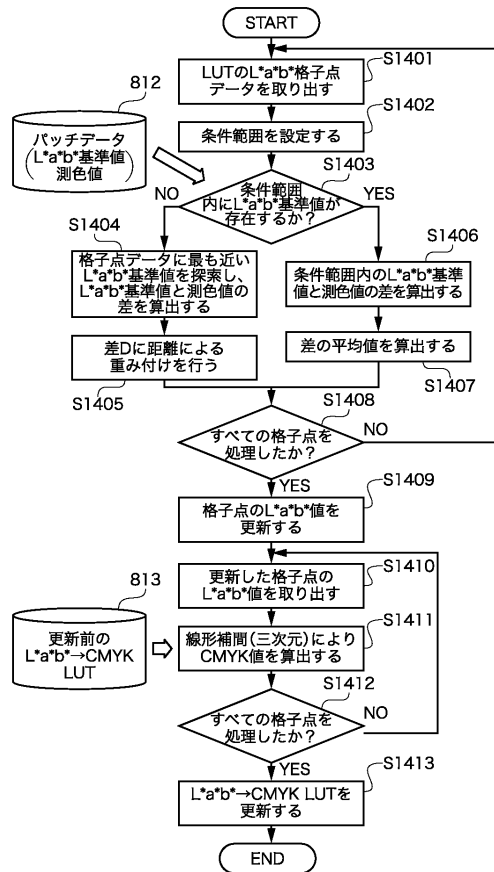 START
S1401
LUTのL*a*b*格子点
データを取り出す
S1402
条件範囲を設定する
812
パッチデータ
L*a*b*基準値
測色値
S1403
条件範囲
内にL*a*b*基準値が
存在するか?
NO
YES
S1404
格子点データに最も近い
L*a*b*基準値を探索し、
L*a*b*基準値と測色値の
差を算出する
S1406
条件範囲内のL*a*b*基準
値と測色値の差を算出する
差Dに距離による
重み付けを行う
S1405
差の平均値を算出する
S1407
S1408
すべての格子点を
処理したか?
NO
YES
S1409
格子点のL*a*b*値を
更新する
S1410
更新した格子点の
L*a*b*値を取り出す
813
更新前の
L*a*b*→CMYK
LUT
S1411
線形補間(三次元)により
CMYK値を算出する
S1412
すべての格子点を
処理したか?
NO
YES
S1413
L*a*b*→CMYK LUTを
更新する
END